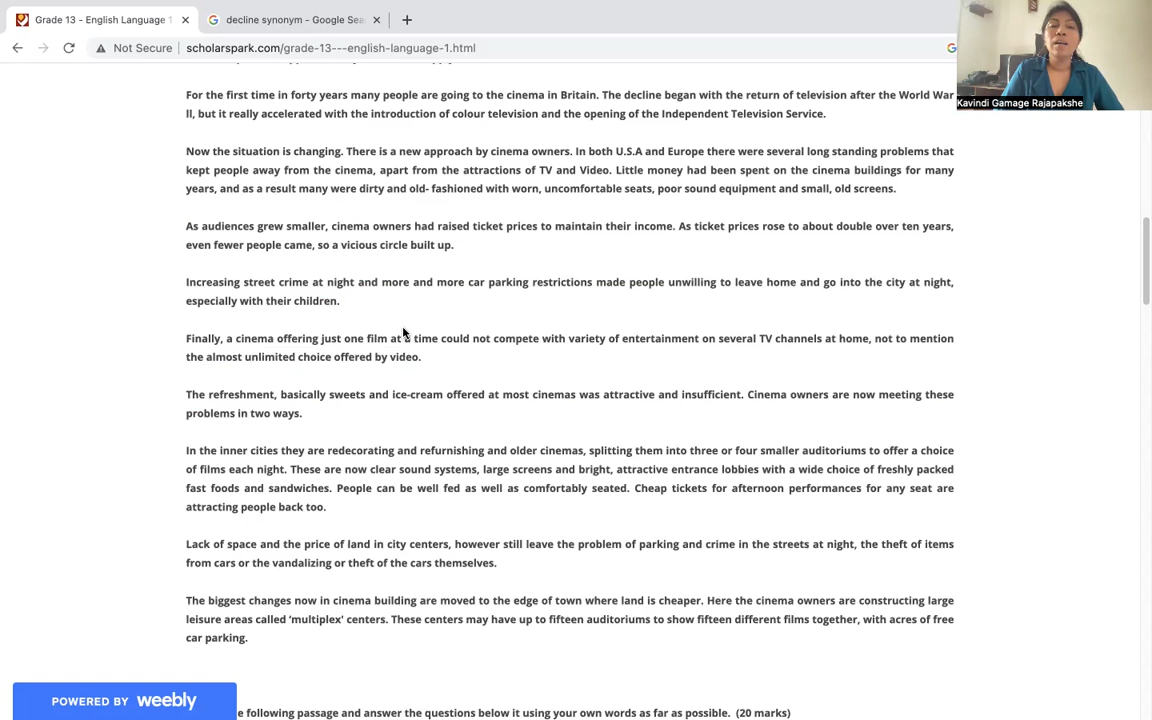 Grade 13 - English Language 1
decline synonym - Google Sea
Not Secure
scholarspark.com/grade-13---english-language-1.html
Kavindi Gamage Rajapakshe
For the first time in forty years many people are going to the cinema in Britain. The decline began with the return of television after the World War
II, but it really accelerated with the introduction of colour television and the opening of the Independent Television Service.
Now the situation is changing. There is a new approach by cinema owners. In both U.S.A and Europe there were several long standing problems that
kept people away from the cinema, apart from the attractions of TV and Video. Little money had been spent on the cinema buildings for many
years, and as a result many were dirty and old- fashioned with worn, uncomfortable seats, poor sound equipment and small, old screens.
As audiences grew smaller, cinema owners had raised ticket prices to maintain their income. As ticket prices rose to about double over ten years,
even fewer people came, so a vicious circle built up.
Increasing street crime at night and more and more car parking restrictions made people unwilling to leave home and go into the city at night,
especially with their children.
Finally, a cinema offering just one film at a time could not compete with variety of entertainment on several TV channels at home, not to mention
the almost unlimited choice offered by video.
The refreshment, basically sweets and ice-cream offered at most cinemas was attractive and insufficient. Cinema owners are now meeting these
problems in two ways.
In the inner cities they are redecorating and refurnishing and older cinemas, splitting them into three or four smaller auditoriums to offer a choice
of films each night. These are now clear sound systems, large screens and bright, attractive entrance lobbies with a wide choice of freshly packed
fast foods and sandwiches. People can be well fed as well as comfortably seated. Cheap tickets for afternoon performances for any seat are
attracting people back too.
Lack of space and the price of land in city centers, however still leave the problem of parking and crime in the streets at night, the theft of items
from cars or the vandalizing or theft of the cars themselves.
The biggest changes now in cinema building are moved to the edge of town where land is cheaper. Here the cinema owners are constructing large
leisure areas called 'multiplex' centers. These centers may have up to fifteen auditoriums to show fifteen different films together, with acres of free
car parking.
POWERED BY weebly
e following passage and answer the questions below it using your own words as far as possible. (20 marks)